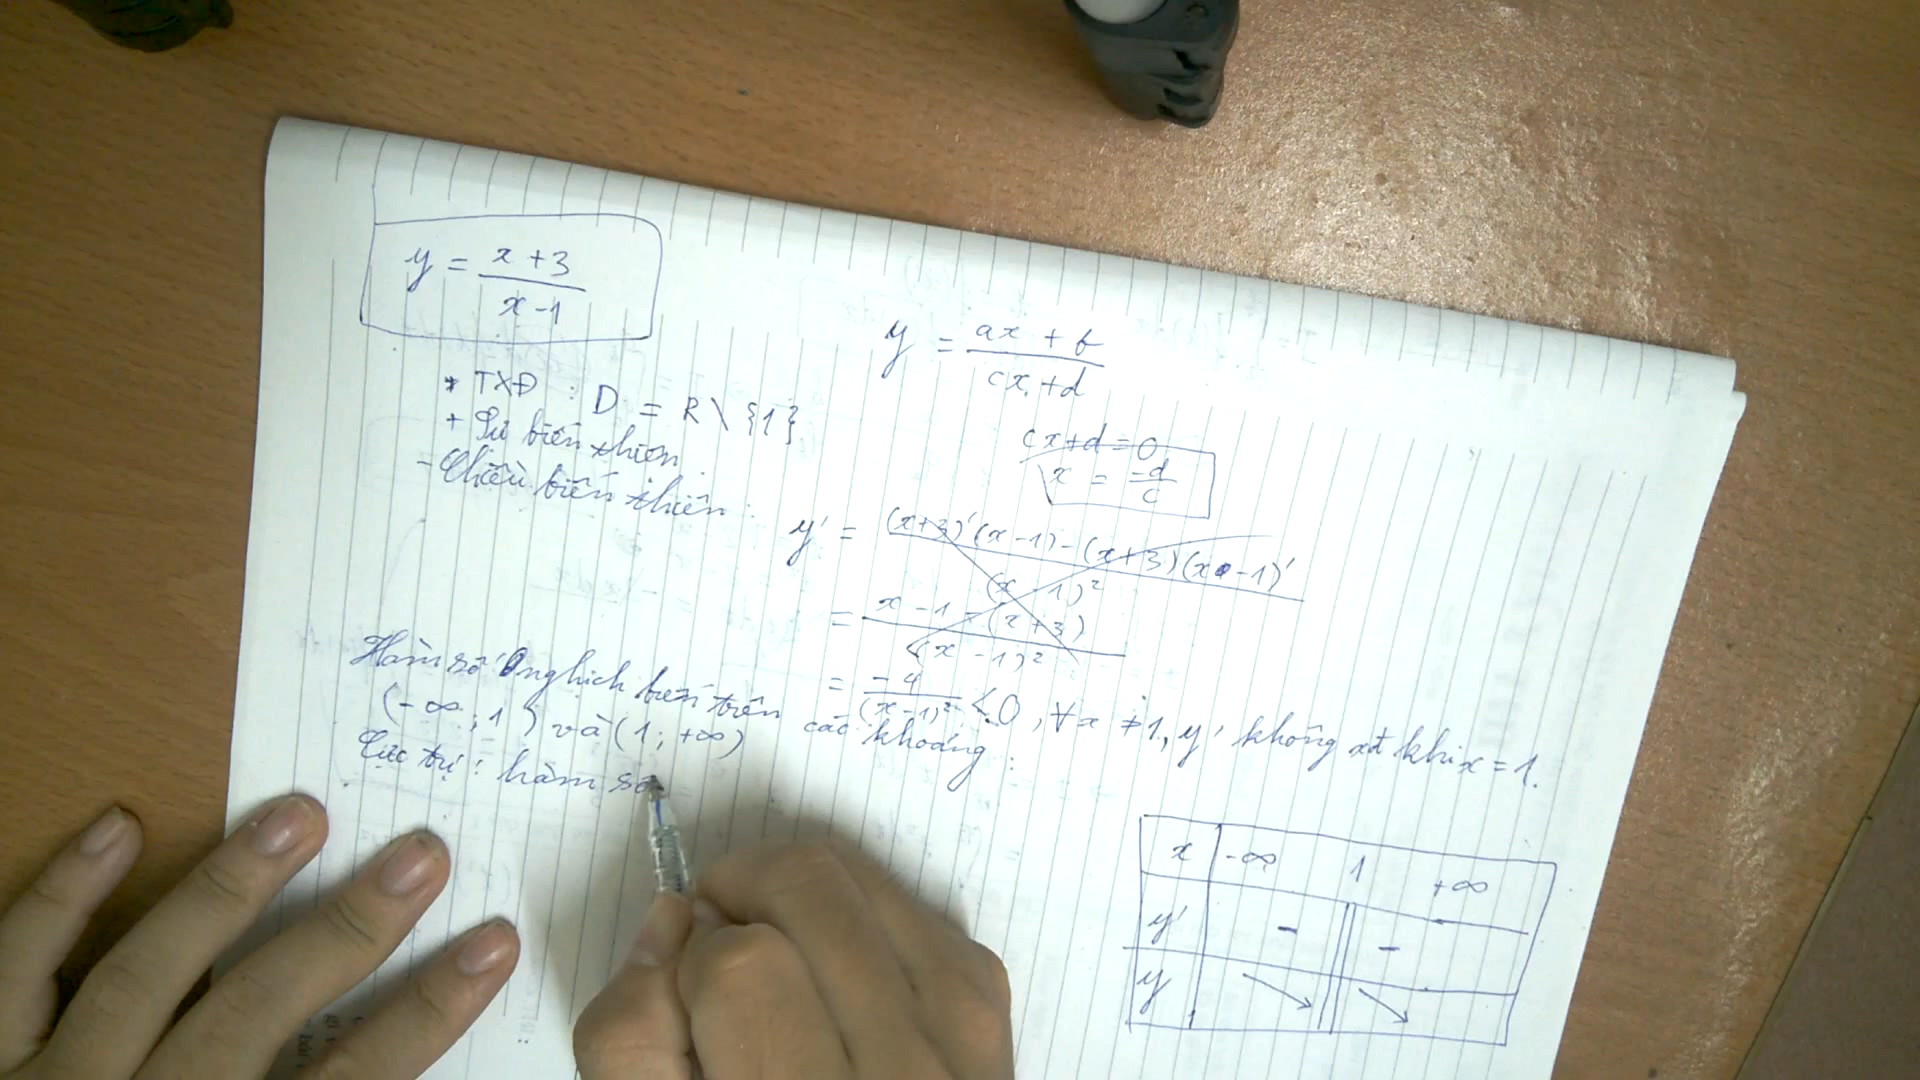 y = x + 3
x - 1
y = ax + b
cx + d
* TXĐ : D = R \ {1}
+ Sự biến thiên
- Chiều biến thiên :
cx + d = 0
x = -d
c
y' = (x+3)'(x-1) - (x+3)(x-1)'
(x - 1)²
= x - 1 - (x+3)
(x - 1)²
= -4
(x-1)² < 0, ∀x ≠ 1, y' không xđ khi x = 1.
Hàm số nghịch biến trên các khoảng :
(-∞; 1) và (1; +∞)
Cực trị : hàm số
x -∞ 1 +∞
y' - -
y